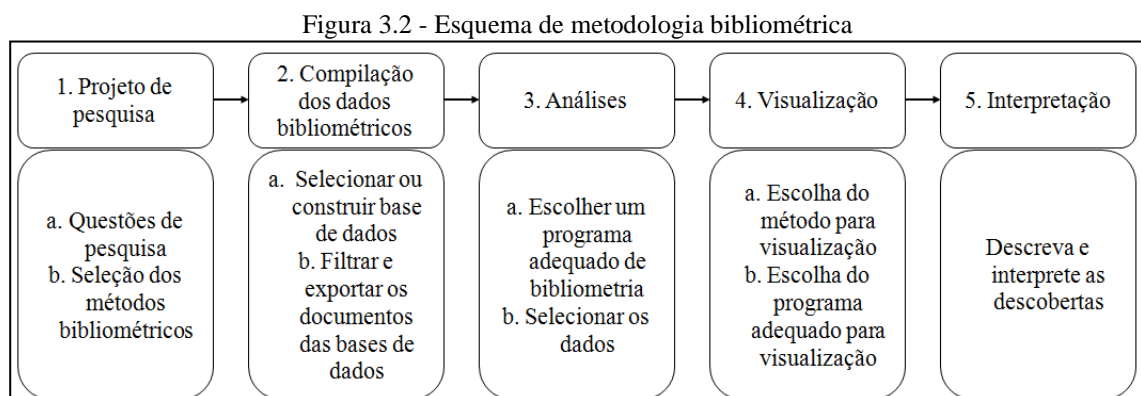 Figura 3.2 - Esquema de metodologia bibliométrica
1. Projeto de
pesquisa
2. Compilação
dos dados
bibliométricos
3. Análises
4. Visualização
5. Interpretação
a. Questões de
pesquisa
b. Seleção dos
métodos
bibliométricos
a. Selecionar ou
construir base
de dados
b. Filtrar e
exportar os
documentos
das bases de
dados
a. Escolher um
programa
adequado de
bibliometria
b. Selecionar os
dados
a. Escolha do
método para
visualização
b. Escolha do
programa
adequado para
visualização
Descreva e
interprete as
descobertas